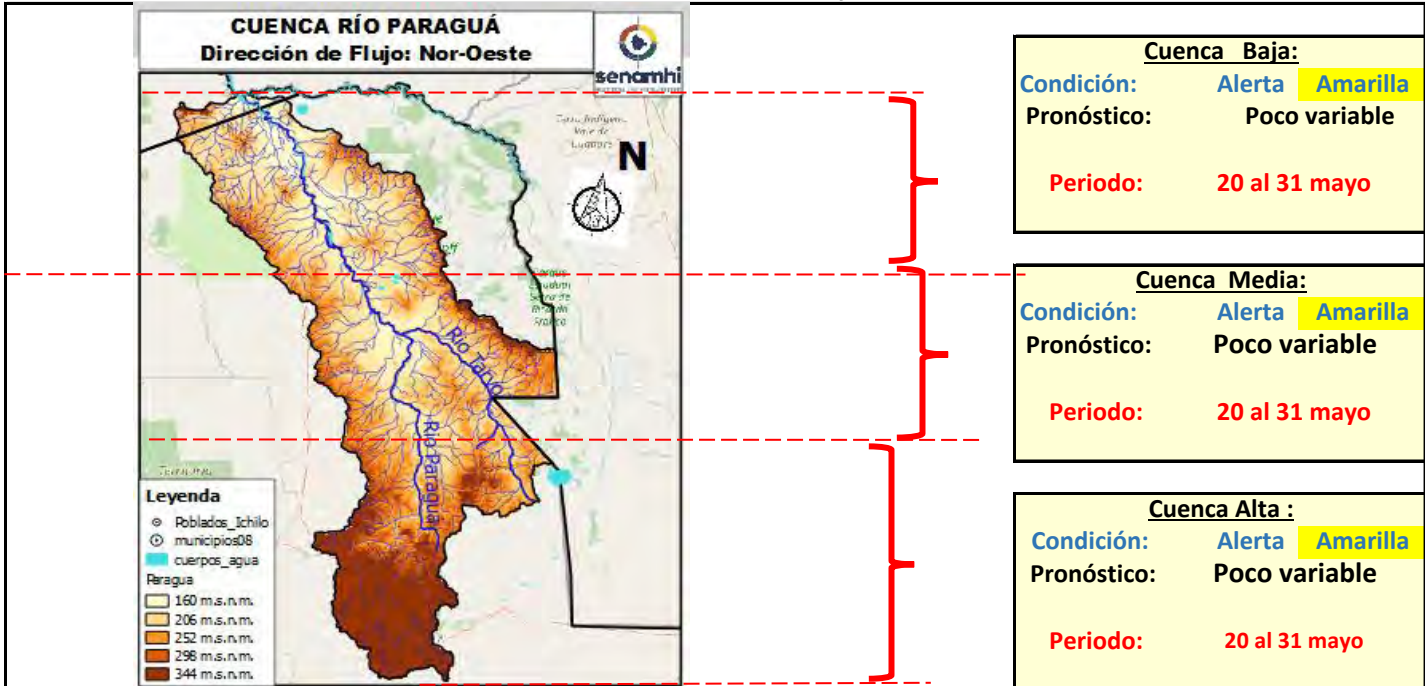 CUENCA RÍO PARAGUÁ
Dirección de Flujo: Nor-Oeste
senamhi
N
Río Tarvo
Río Paraguá
Leyenda
Poblados_Ichilo
municipios08
cuerpos_agua
Paragua
160 m.s.n.m.
206 m.s.n.m.
252 m.s.n.m.
298 m.s.n.m.
344 m.s.n.m.
Cuenca Baja:
Condición: Alerta Amarilla
Pronóstico: Poco variable
Periodo: 20 al 31 mayo
Cuenca Media:
Condición: Alerta Amarilla
Pronóstico: Poco variable
Periodo: 20 al 31 mayo
Cuenca Alta :
Condición: Alerta Amarilla
Pronóstico: Poco variable
Periodo: 20 al 31 mayo